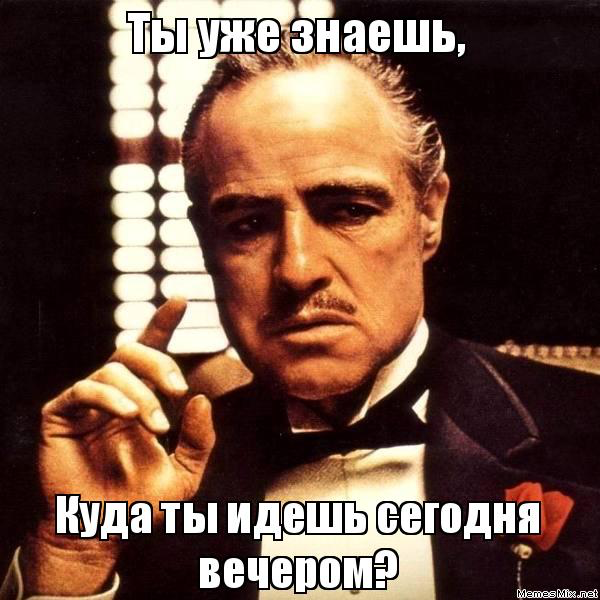 Ты уже знаешь,
Куда ты идешь сегодня
вечером?
MemesMix.net